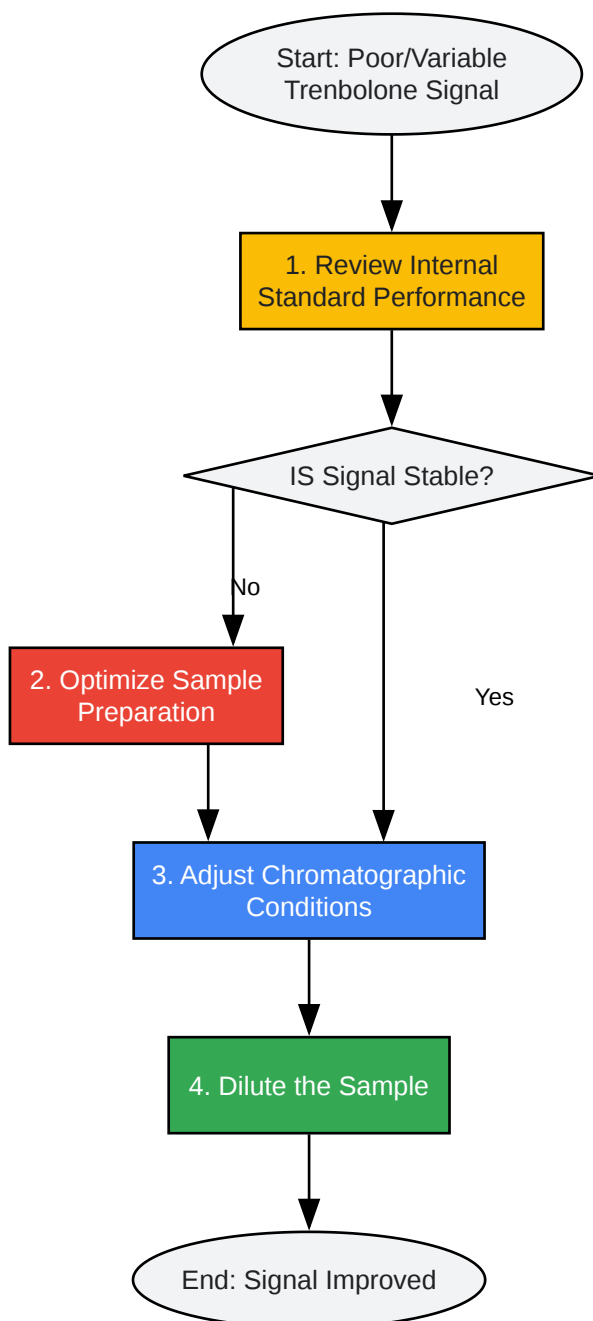 Start: Poor/Variable
Trenbolone Signal
1. Review Internal
Standard Performance
IS Signal Stable?
No
2. Optimize Sample
Preparation
Yes
3. Adjust Chromatographic
Conditions
4. Dilute the Sample
End: Signal Improved